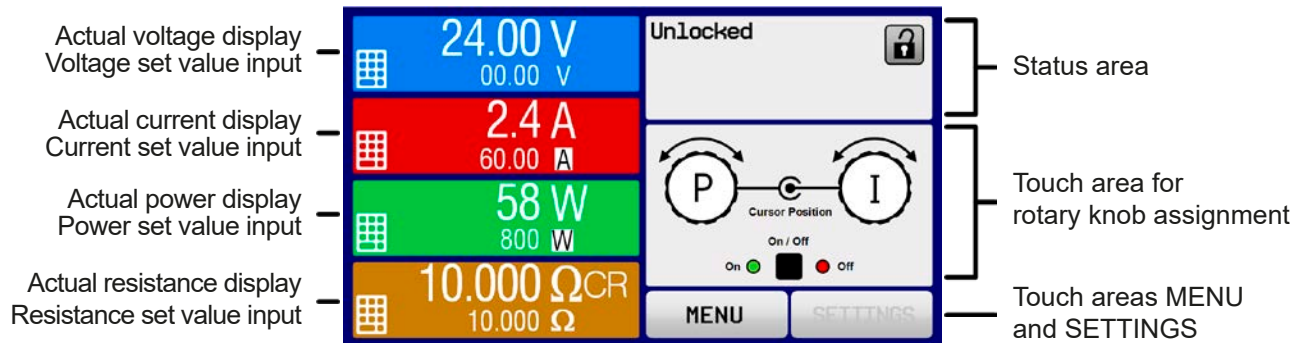 Actual voltage display
Voltage set value input
Actual current display
Current set value input
Actual power display
Power set value input
Actual resistance display
Resistance set value input
24.00 V
00.00 V
2.4 A
60.00 A
58 W
800 W
10.000 ΩCR
10.000 Ω
Unlocked
P
I
Cursor Position
On / Off
On
Off
MENU
SETTINGS
Status area
Touch area for
rotary knob assignment
Touch areas MENU
and SETTINGS